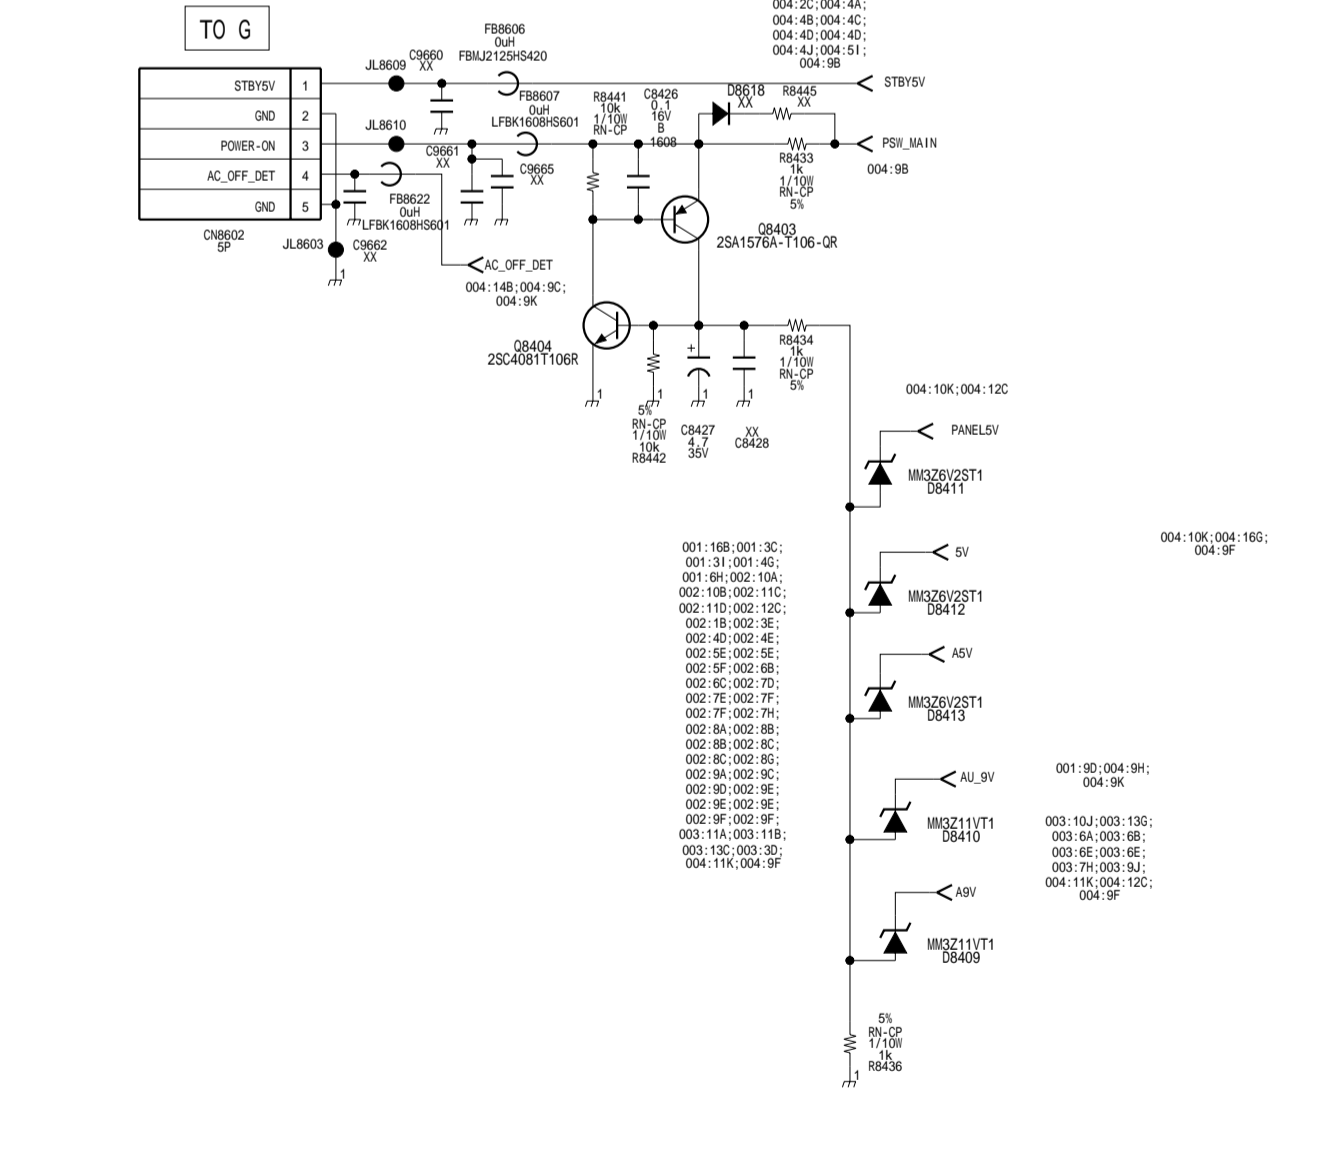 TO G
STBY5V 1
GND 2
POWER-ON 3
AC_OFF_DET 4
GND 5
CN8602
5P
JL8609
C9660
XX
FB8606
0uH
FBMJ2125HS420
JL8610
FB8607
0uH
LFBK1608HS601
C9661
XX
C9665
XX
FB8622
0uH
LFBK1608HS601
JL8603
C9662
XX
1
AC_OFF_DET
004:14B;004:9C;
004:9K
R8441
10k
1/10W
RN-CP
C8426
0.1
16V
B
1608
004:2C;004:4A;
004:4B;004:4C;
004:4D;004:4D;
004:4J;004:5I;
004:9B
STBY5V
D8618
XX
R8445
XX
PSW_MAIN
004:9B
R8433
1k
1/10W
RN-CP
5%
Q8403
2SA1576A-T106-QR
Q8404
2SC4081T106R
R8434
1k
1/10W
RN-CP
5%
+
1
1
1
1
5%
RN-CP
1/10W
10k
R8442
C8427
4.7
35V
XX
C8428
004:10K;004:12C
PANEL5V
MM3Z6V2ST1
D8411
5V
004:10K;004:16G;
004:9F
MM3Z6V2ST1
D8412
A5V
MM3Z6V2ST1
D8413
001:16B;001:3C;
001:3I;001:4G;
001:6H;002:10A;
002:10B;002:11C;
002:11D;002:12C;
002:1B;002:3E;
002:4D;002:4E;
002:5E;002:5E;
002:5F;002:6B;
002:6C;002:7D;
002:7E;002:7F;
002:7F;002:7H;
002:8A;002:8B;
002:8B;002:8C;
002:8C;002:8G;
002:9A;002:9C;
002:9D;002:9E;
002:9E;002:9E;
002:9F;002:9F;
003:11A;003:11B;
003:13C;003:3D;
004:11K;004:9F
AU_9V
001:9D;004:9H;
004:9K
MM3Z11VT1
D8410
003:10J;003:13G;
003:6A;003:6B;
003:6E;003:6E;
003:7H;003:9J;
004:11K;004:12C;
004:9F
A9V
MM3Z11VT1
D8409
5%
RN-CP
1/10W
1k
R8436
1